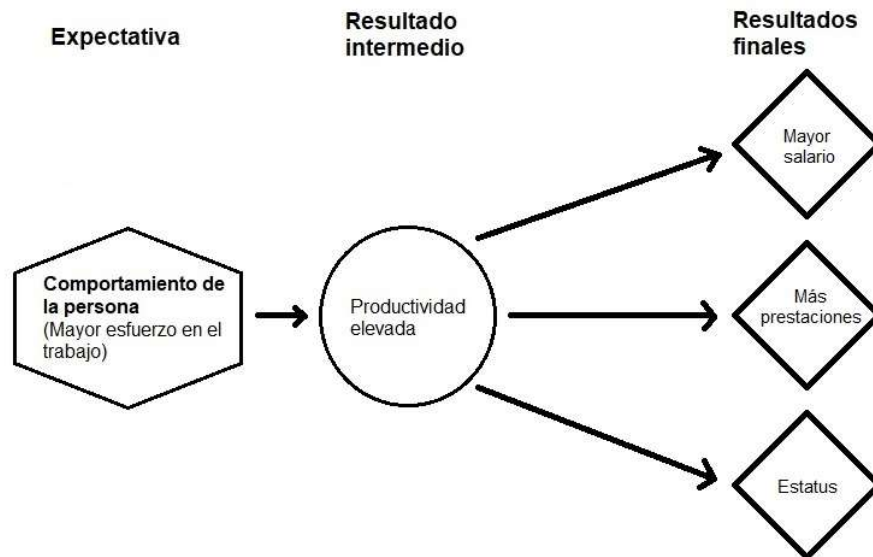 Expectativa
Resultado
intermedio
Resultados
finales
Mayor
salario
Comportamiento de
la persona
(Mayor esfuerzo en el
trabajo)
Productividad
elevada
Más
prestaciones
Estatus